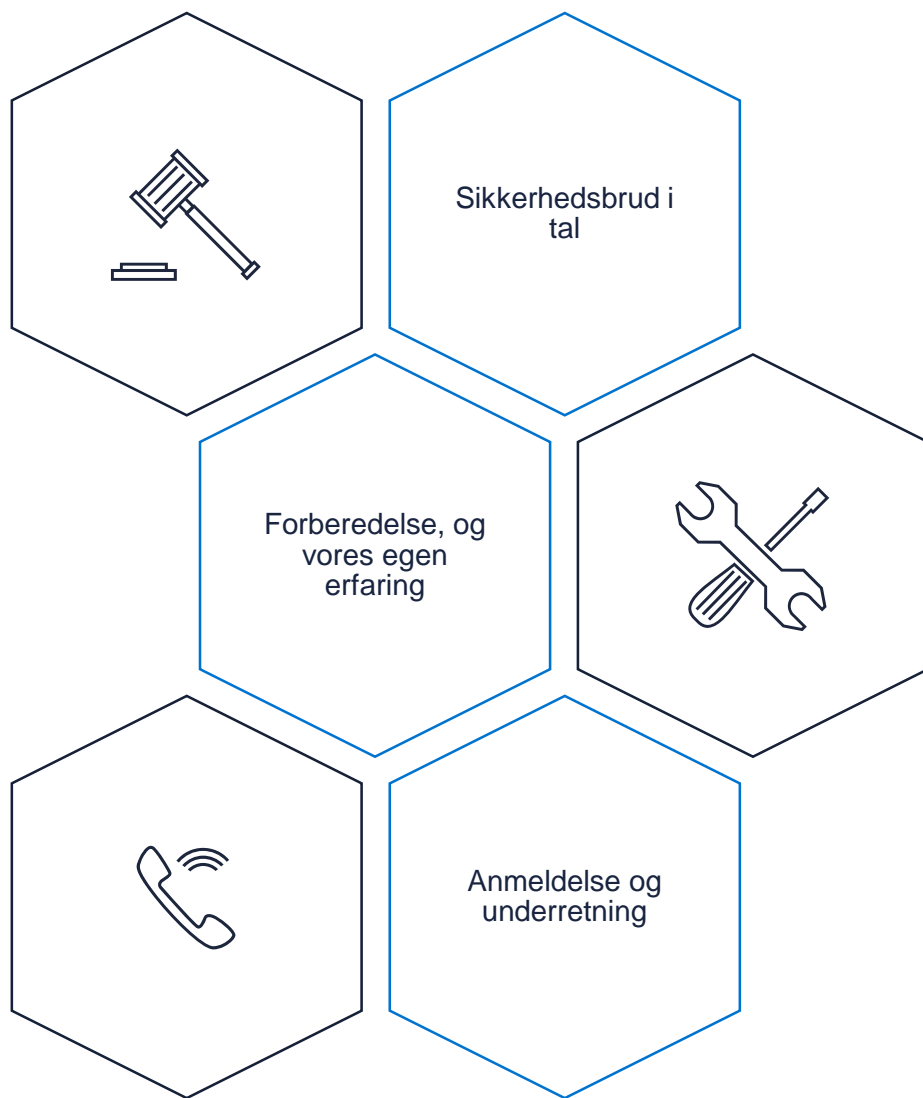 Sikkerhedsbrud i
tal
Forberedelse, og
vores egen
erfaring
Anmeldelse og
underretning